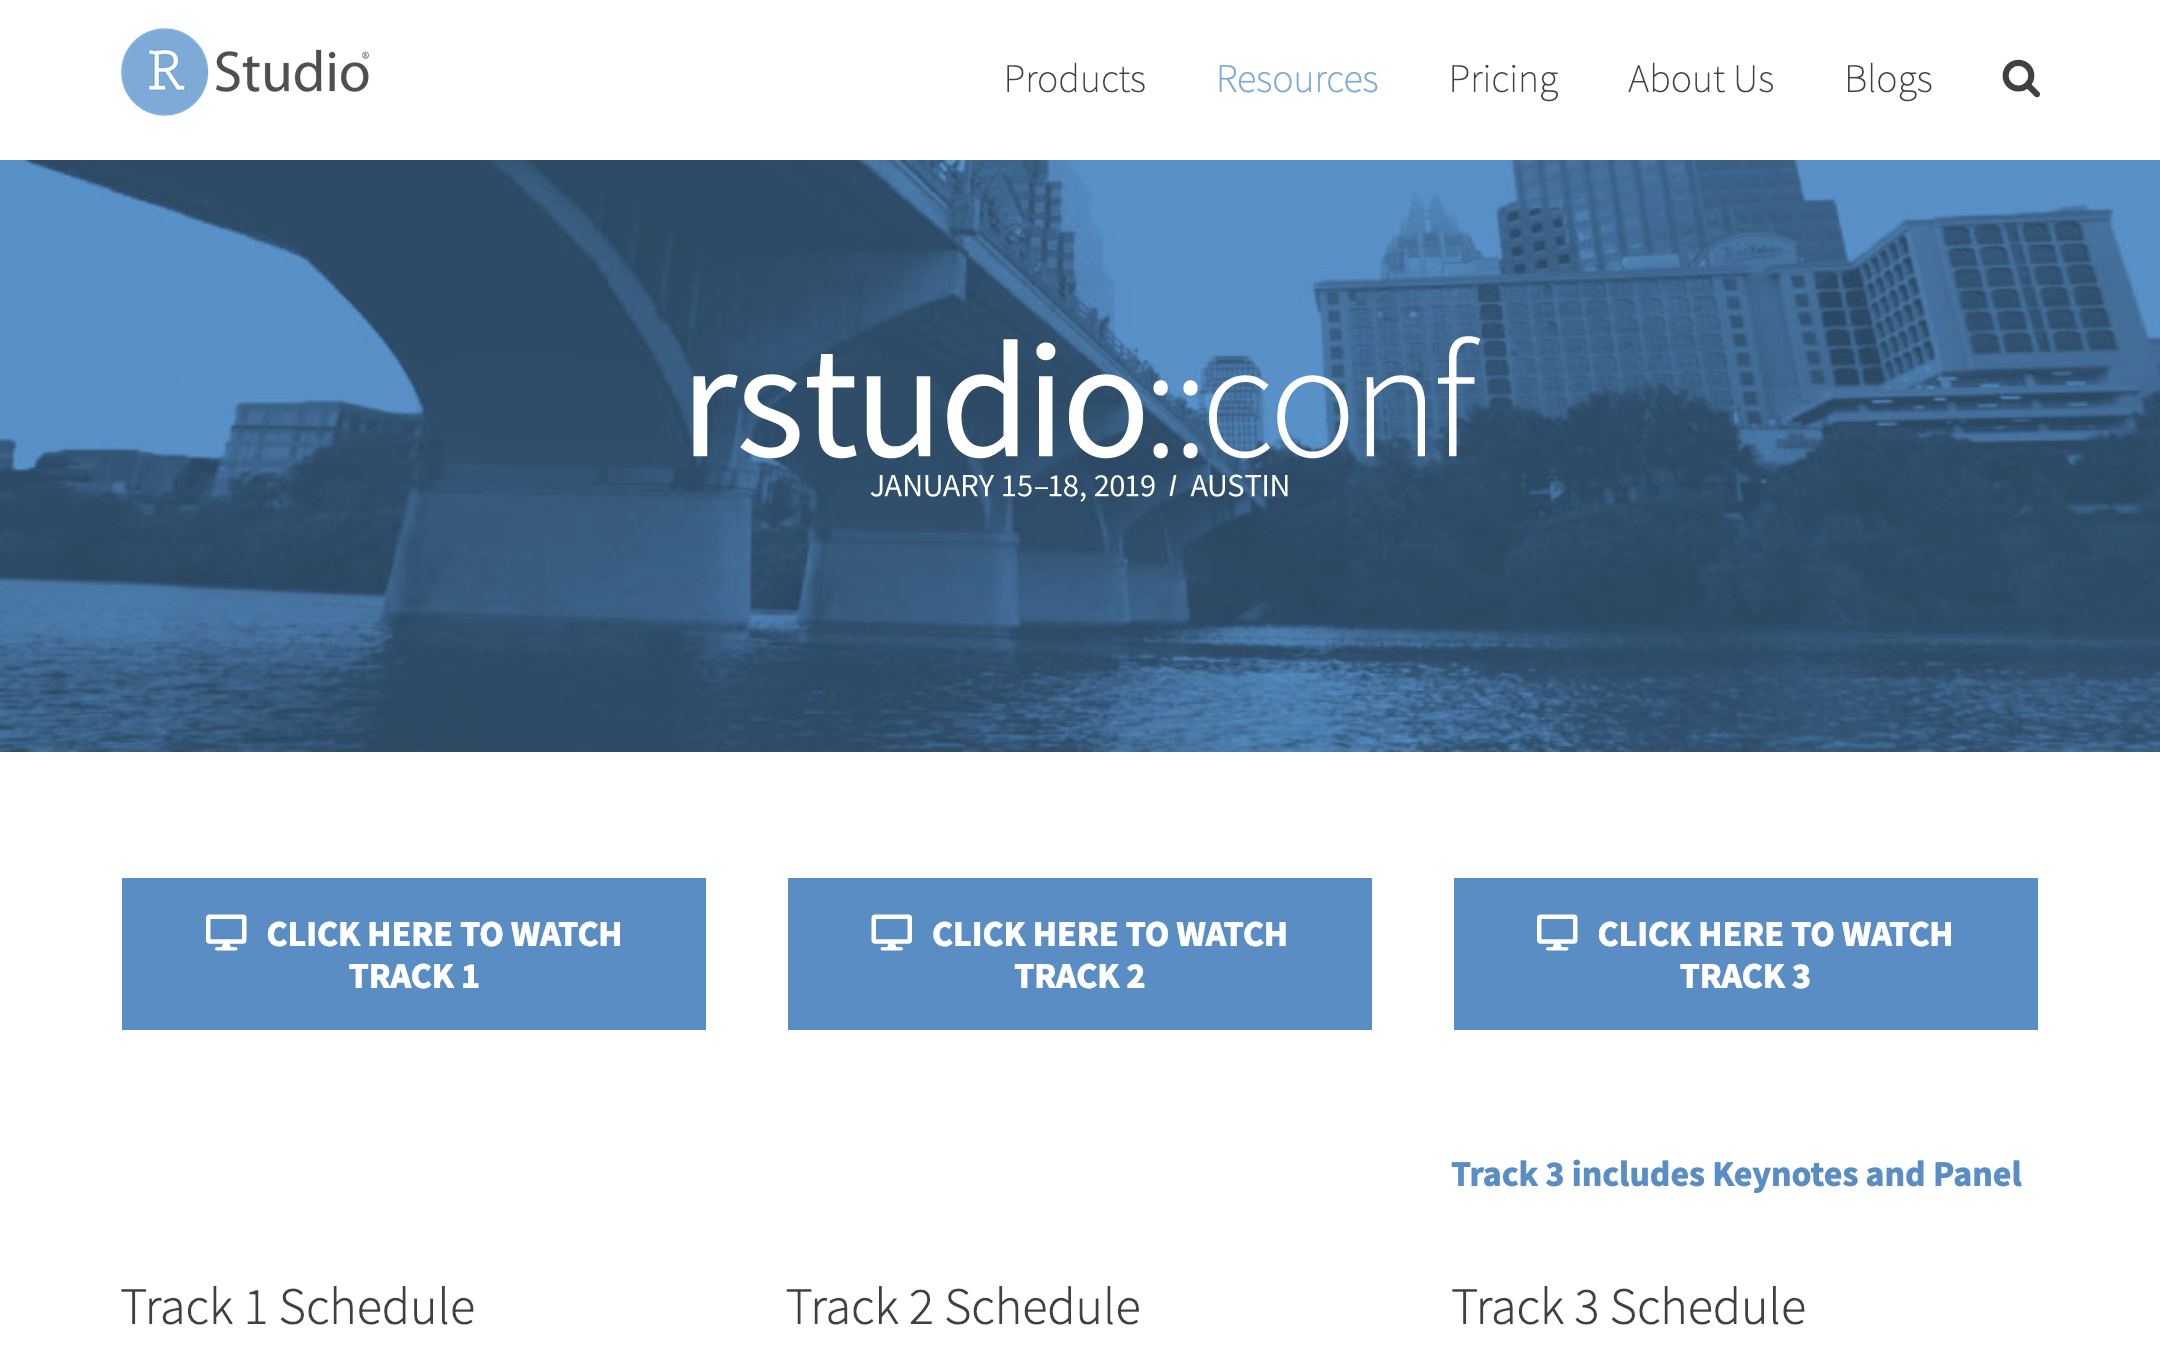 R Studio®
Products Resources Pricing About Us Blogs
rstudio::conf
JANUARY 15–18, 2019 / AUSTIN
CLICK HERE TO WATCH
TRACK 1
CLICK HERE TO WATCH
TRACK 2
CLICK HERE TO WATCH
TRACK 3
Track 3 includes Keynotes and Panel
Track 1 Schedule
Track 2 Schedule
Track 3 Schedule